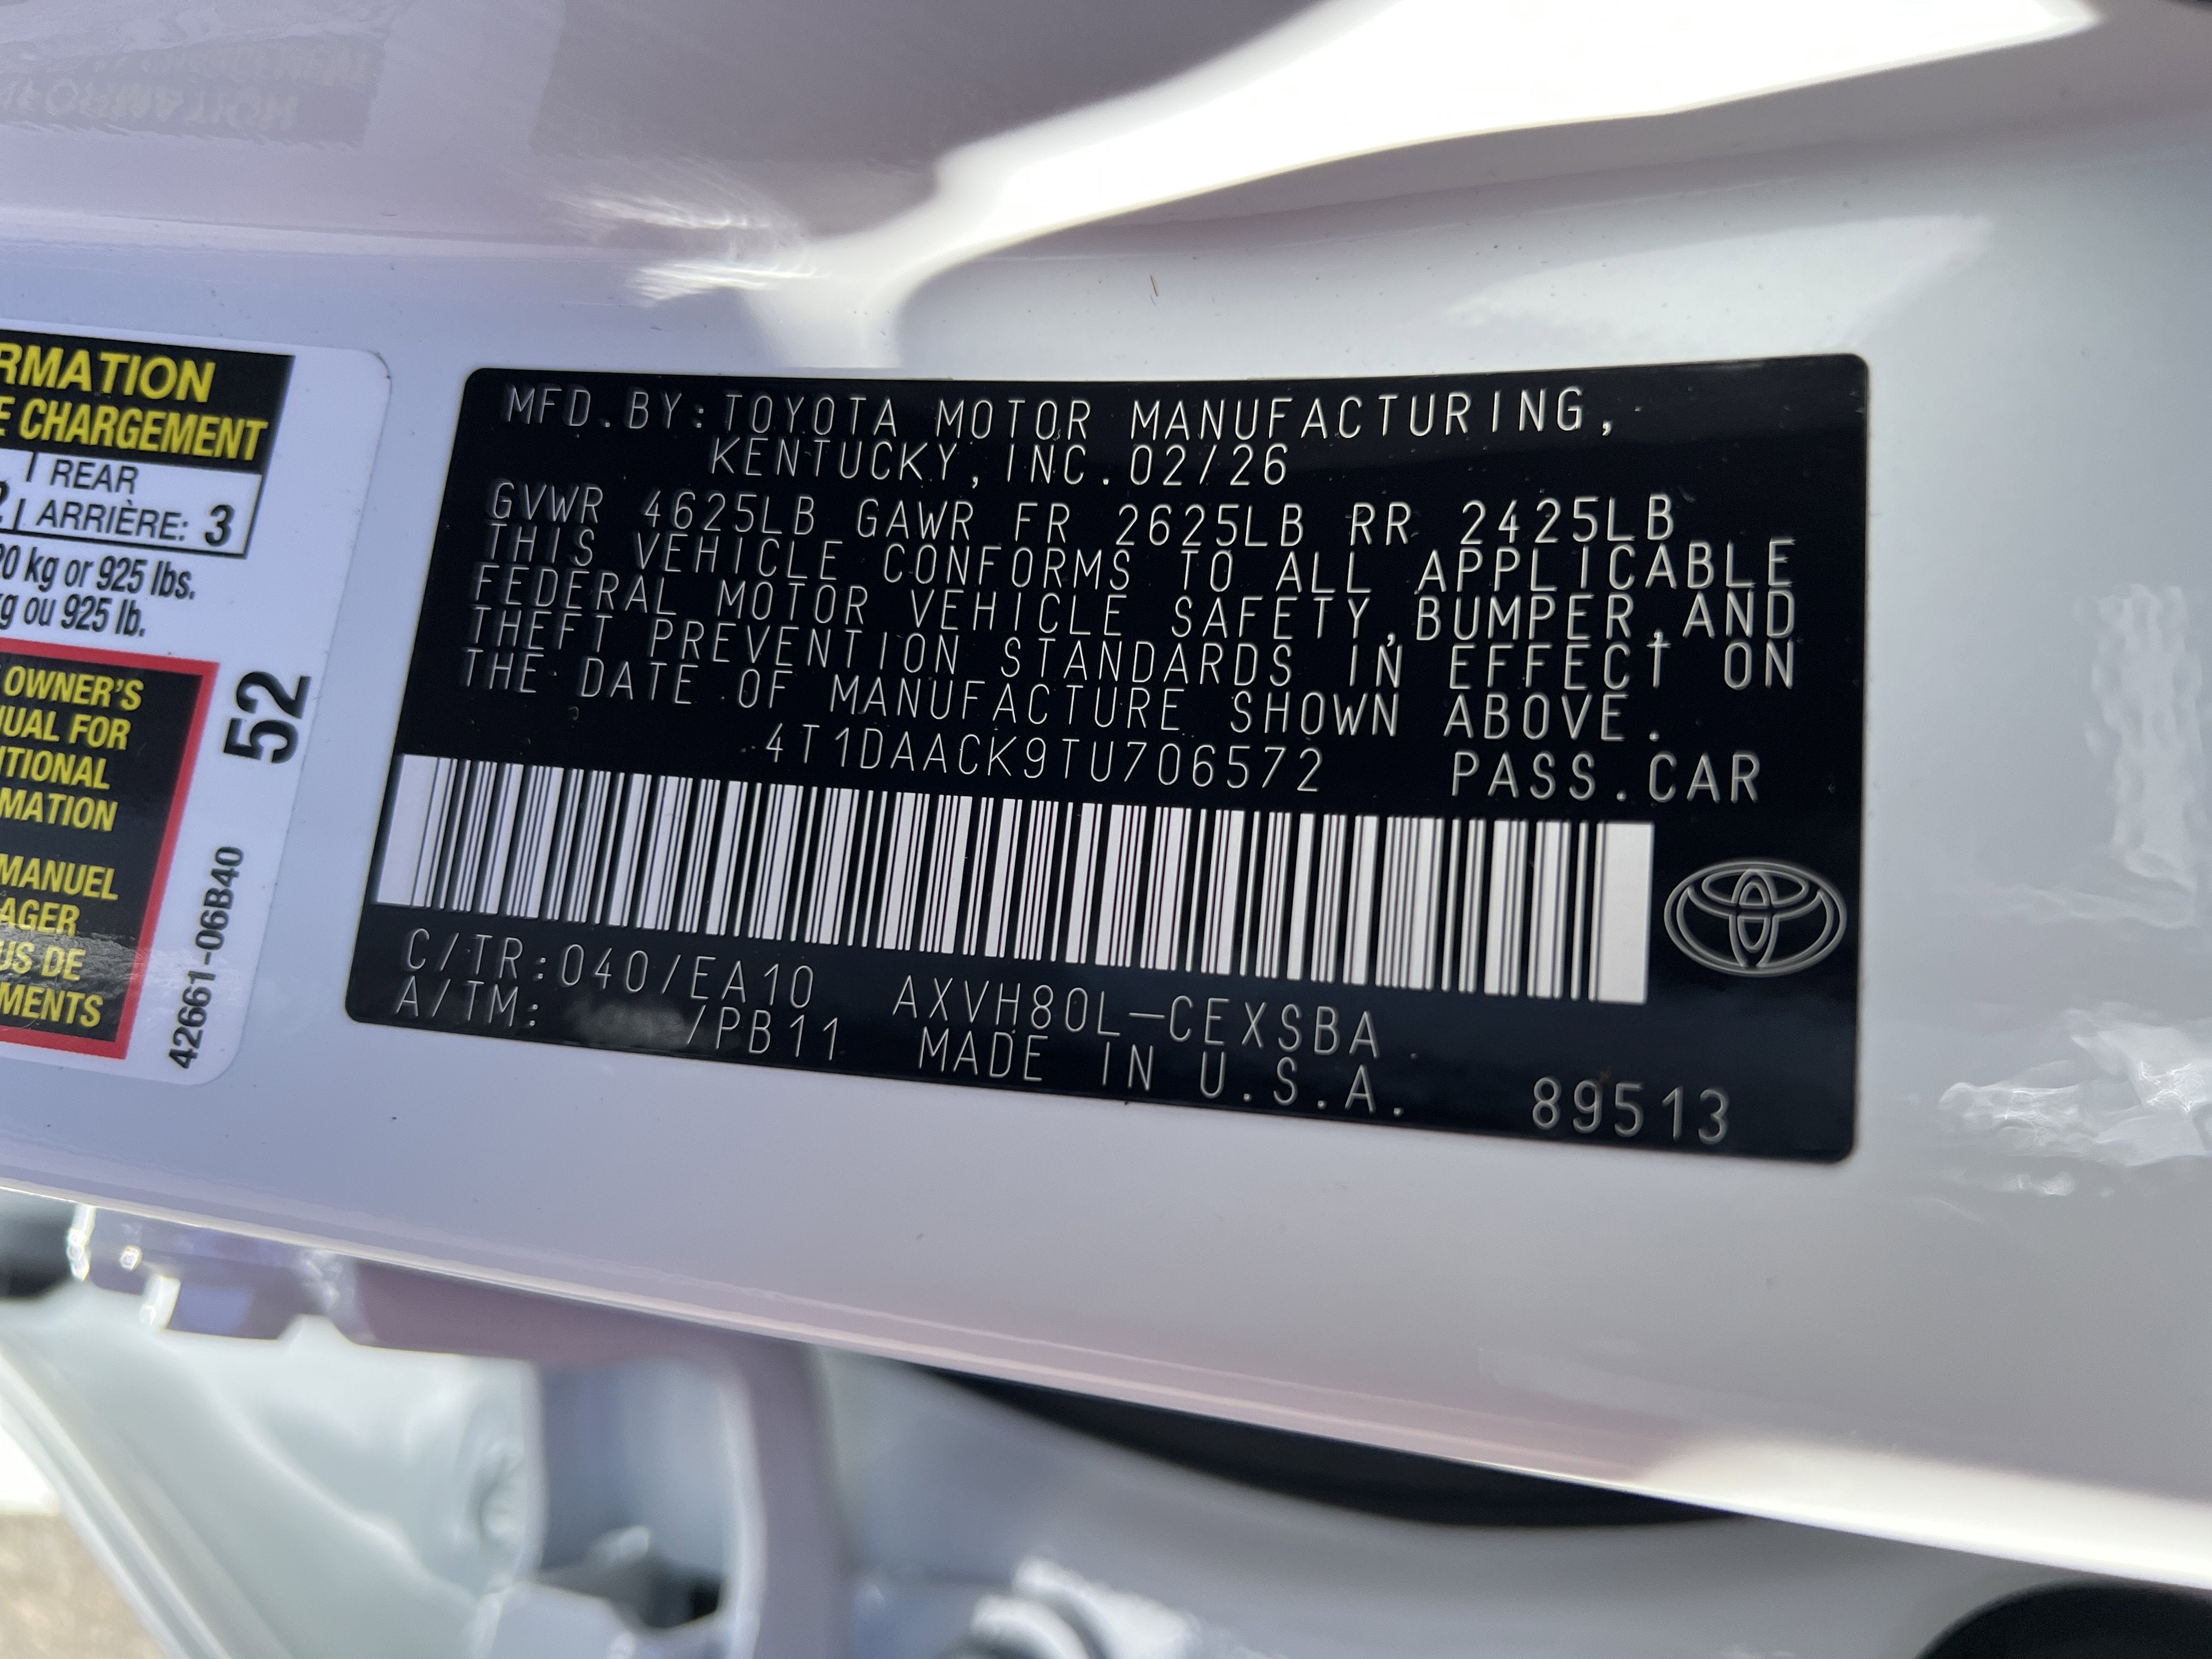 RMATION
E CHARGEMENT
REAR
ARRIÈRE: 3
20 kg or 925 lbs.
kg ou 925 lb.
OWNER'S
UAL FOR
ITIONAL
MATION
MANUEL
AGER
US DE
MENTS
52
42661-06B40
MFD.BY:TOYOTA MOTOR MANUFACTURING,
KENTUCKY,INC.02/26
GVWR 4625LB GAWR FR 2625LB RR 2425LB
THIS VEHICLE CONFORMS TO ALL APPLICABLE
FEDERAL MOTOR VEHICLE SAFETY,BUMPER,AND
THEFT PREVENTION STANDARDS IN EFFECT ON
THE DATE OF MANUFACTURE SHOWN ABOVE.
4T1DAACK9TU706572 PASS.CAR
C/TR:040/EA10 AXVH80L-CEXSBA
A/TM: /PB11 MADE IN U.S.A. 89513